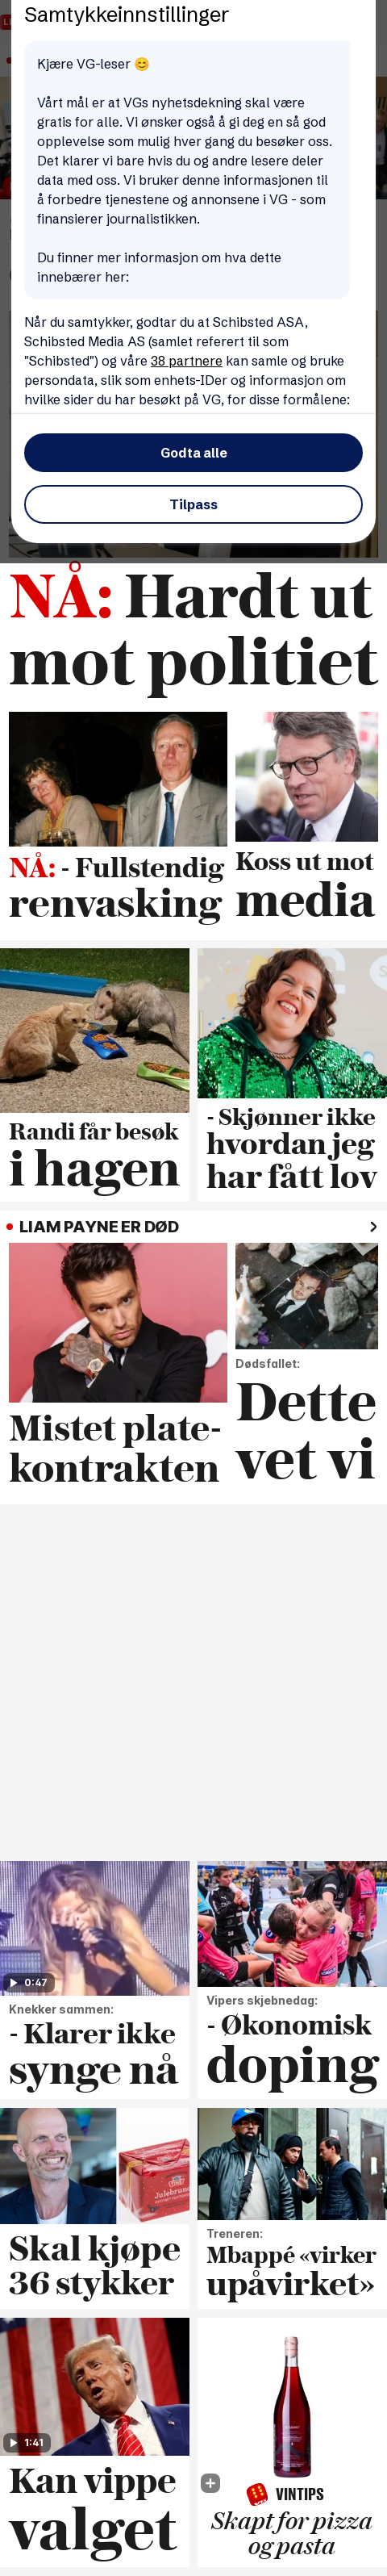 Samtykkeinnstillinger
Kjære VG-leser 😊
Vårt mål er at VGs nyhetsdekning skal være
gratis for alle. Vi ønsker også å gi deg en så god
opplevelse som mulig hver gang du besøker oss.
Det klarer vi bare hvis du og andre lesere deler
data med oss. Vi bruker denne informasjonen til
å forbedre tjenestene og annonsene i VG - som
finansierer journalistikken.
Du finner mer informasjon om hva dette
innebærer her:
Når du samtykker, godtar du at Schibsted ASA,
Schibsted Media AS (samlet referert til som
"Schibsted") og våre 38 partnere kan samle og bruke
persondata, slik som enhets-IDer og informasjon om
hvilke sider du har besøkt på VG, for disse formålene:
Godta alle
Tilpass
NÅ: Hardt ut
mot politiet
NÅ: - Fullstendig
renvasking
Koss ut mot
media
Randi får besøk
i hagen
- Skjønner ikke
hvordan jeg
har fått lov
LIAM PAYNE ER DØD
Mistet plate-
kontrakten
Dødsfallet:
Dette
vet vi
0:47
Knekker sammen:
- Klarer ikke
synge nå
Vipers skjebnedag:
- Økonomisk
doping
Julebrus
Skal kjøpe
36 stykker
Treneren:
Mbappé «virker
upåvirket»
1:41
Kan vippe
valget
VINTIPS
Skapt for pizza
og pasta